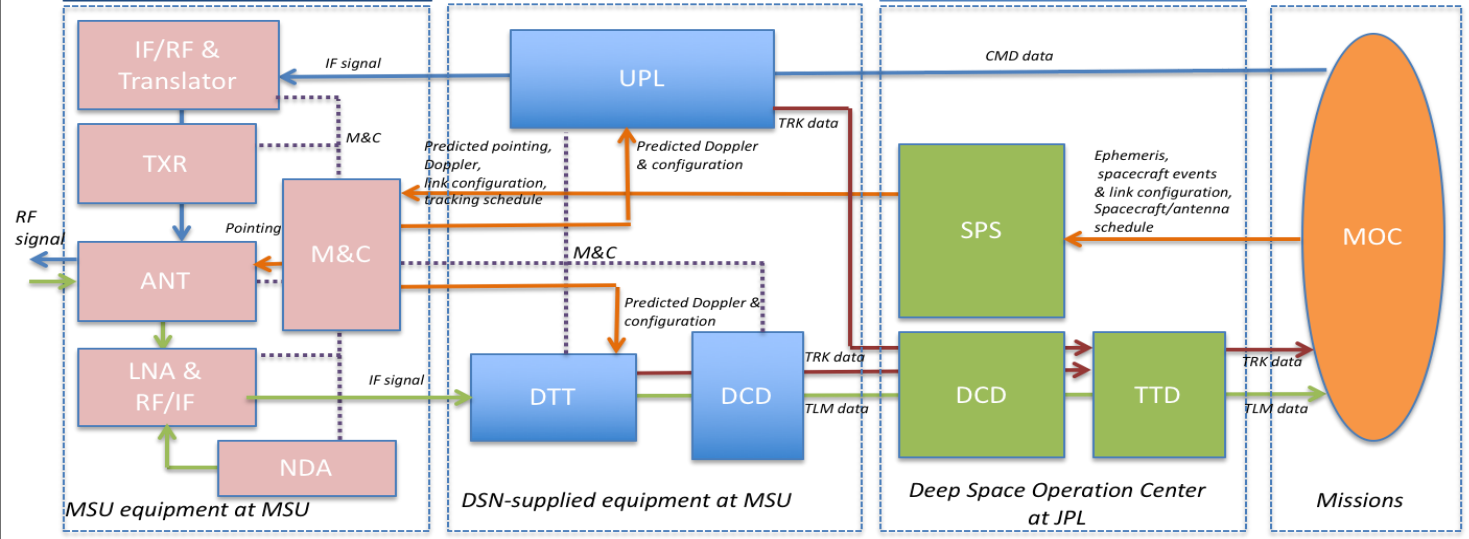 IF/RF &
Translator
TXR
M&C
RF
signal
Pointing
M&C
ANT
LNA &
RF/IF
NDA
MSU equipment at MSU
IF signal
UPL
TRK data
Predicted pointing,
Doppler,
link configuration,
tracking schedule
Predicted Doppler
& configuration
M&C
Predicted Doppler &
configuration
IF signal
DTT
DCD
TRK data
TLM data
DSN-supplied equipment at MSU
CMD data
SPS
Ephemeris,
spacecraft events
& link configuration,
Spacecraft/antenna
schedule
DCD
TTD
Deep Space Operation Center
at JPL
MOC
TRK data
TLM data
Missions